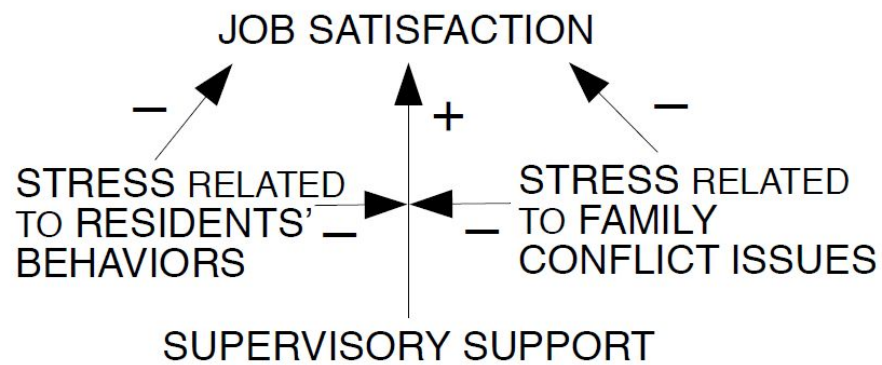 JOB SATISFACTION
–
+
–
STRESS RELATED
TO RESIDENTS'
BEHAVIORS
–
–
STRESS RELATED
TO FAMILY
CONFLICT ISSUES
SUPERVISORY SUPPORT